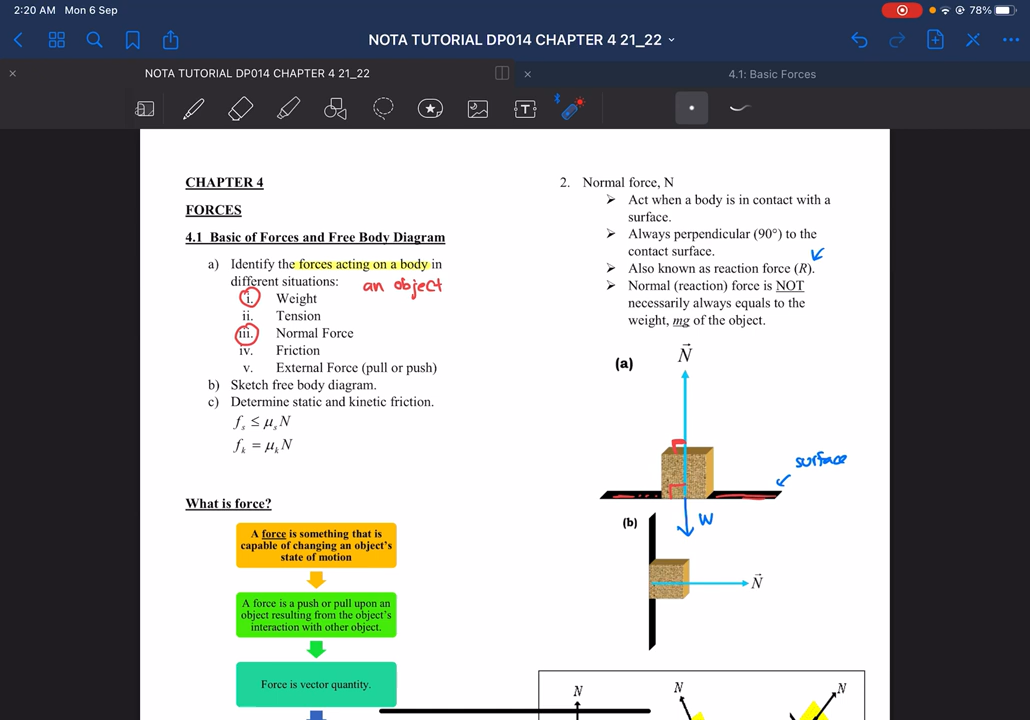 2:20 AM Mon 6 Sep
78%
NOTA TUTORIAL DP014 CHAPTER 4 21_22
NOTA TUTORIAL DP014 CHAPTER 4 21_22
4.1: Basic Forces
CHAPTER 4
FORCES
4.1 Basic of Forces and Free Body Diagram
a) Identify the forces acting on a body in
different situations:
an object
i. Weight
ii. Tension
iii. Normal Force
iv. Friction
v. External Force (pull or push)
b) Sketch free body diagram.
c) Determine static and kinetic friction.
fs ≤ μsN
fk = μkN
What is force?
A force is something that is
capable of changing an object's
state of motion
A force is a push or pull upon an
object resulting from the object's
interaction with other object.
Force is vector quantity.
2. Normal force, N
➢ Act when a body is in contact with a
surface.
➢ Always perpendicular (90°) to the
contact surface.
➢ Also known as reaction force (R).
➢ Normal (reaction) force is NOT
necessarily always equals to the
weight, mg of the object.
(a)
N⃗
surface
W
(b)
N⃗
N
N
N